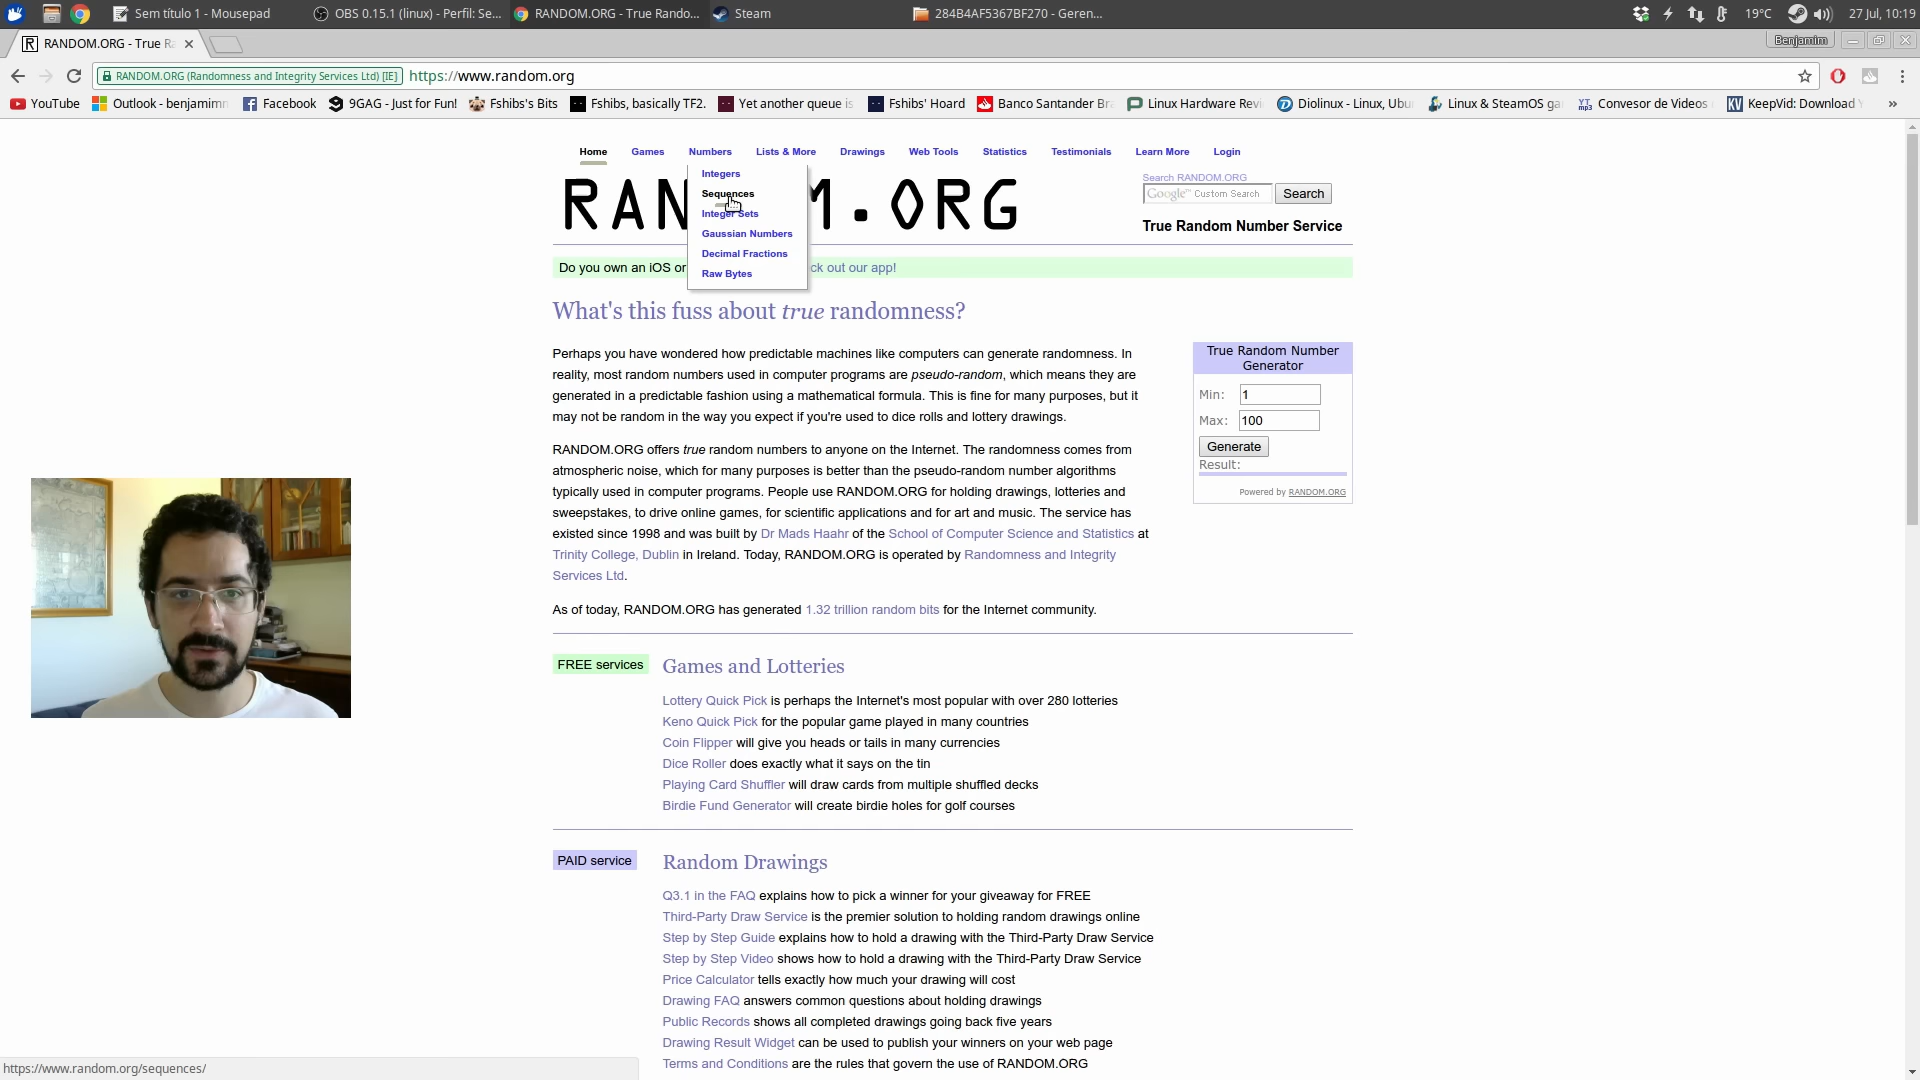 Sem título 1 - Mousepad
OBS 0.15.1 (linux) - Perfil: Se...
RANDOM.ORG - True Rando...
Steam
284B4AF5367BF270 - Geren...
19°C
27 Jul, 10:19
RANDOM.ORG - True R
Benjamim
RANDOM.ORG (Randomness and Integrity Services Ltd) [IE]
https://www.random.org
YouTube
Outlook - benjamim
Facebook
9GAG - Just for Fun!
Fshibs's Bits
Fshibs, basically TF2.
Yet another queue is
Fshibs' Hoard
Banco Santander Br
Linux Hardware Revi
Diolinux - Linux, Ubu
Linux & SteamOS ga
Convesor de Videos
KeepVid: Download
Home
Games
Numbers
Lists & More
Drawings
Web Tools
Statistics
Testimonials
Learn More
Login
Integers
Sequences
Integer Sets
Gaussian Numbers
Decimal Fractions
Raw Bytes
RAN M.ORG
Search RANDOM.ORG
Google™ Custom Search
Search
True Random Number Service
Do you own an iOS or ck out our app!
What's this fuss about true randomness?
Perhaps you have wondered how predictable machines like computers can generate randomness. In
reality, most random numbers used in computer programs are pseudo-random, which means they are
generated in a predictable fashion using a mathematical formula. This is fine for many purposes, but it
may not be random in the way you expect if you're used to dice rolls and lottery drawings.
RANDOM.ORG offers true random numbers to anyone on the Internet. The randomness comes from
atmospheric noise, which for many purposes is better than the pseudo-random number algorithms
typically used in computer programs. People use RANDOM.ORG for holding drawings, lotteries and
sweepstakes, to drive online games, for scientific applications and for art and music. The service has
existed since 1998 and was built by Dr Mads Haahr of the School of Computer Science and Statistics at
Trinity College, Dublin in Ireland. Today, RANDOM.ORG is operated by Randomness and Integrity
Services Ltd.
As of today, RANDOM.ORG has generated 1.32 trillion random bits for the Internet community.
True Random Number
Generator
Min: 1
Max: 100
Generate
Result:
Powered by RANDOM.ORG
FREE services
Games and Lotteries
Lottery Quick Pick is perhaps the Internet's most popular with over 280 lotteries
Keno Quick Pick for the popular game played in many countries
Coin Flipper will give you heads or tails in many currencies
Dice Roller does exactly what it says on the tin
Playing Card Shuffler will draw cards from multiple shuffled decks
Birdie Fund Generator will create birdie holes for golf courses
PAID service
Random Drawings
Q3.1 in the FAQ explains how to pick a winner for your giveaway for FREE
Third-Party Draw Service is the premier solution to holding random drawings online
Step by Step Guide explains how to hold a drawing with the Third-Party Draw Service
Step by Step Video shows how to hold a drawing with the Third-Party Draw Service
Price Calculator tells exactly how much your drawing will cost
Drawing FAQ answers common questions about holding drawings
Public Records shows all completed drawings going back five years
Drawing Result Widget can be used to publish your winners on your web page
Terms and Conditions are the rules that govern the use of RANDOM.ORG
https://www.random.org/sequences/